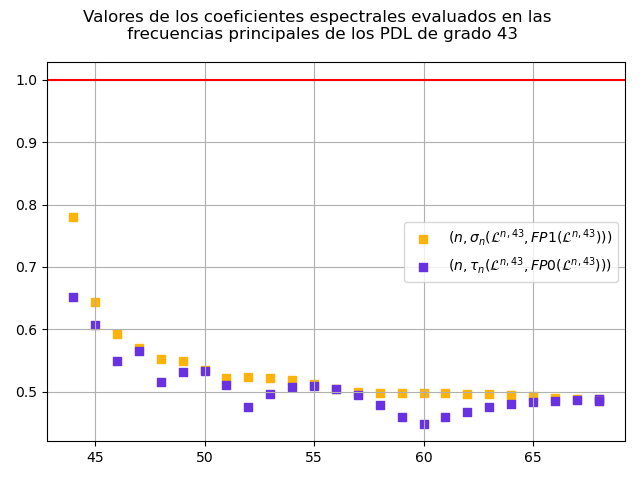 Valores de los coeficientes espectrales evaluados en las
frecuencias principales de los PDL de grado 43
1.0
0.9
0.8
0.7
0.6
0.5
(n, σₙ(ℒⁿ,⁴³, FP1(ℒⁿ,⁴³)))
(n, τₙ(ℒⁿ,⁴³, FP0(ℒⁿ,⁴³)))
45 50 55 60 65